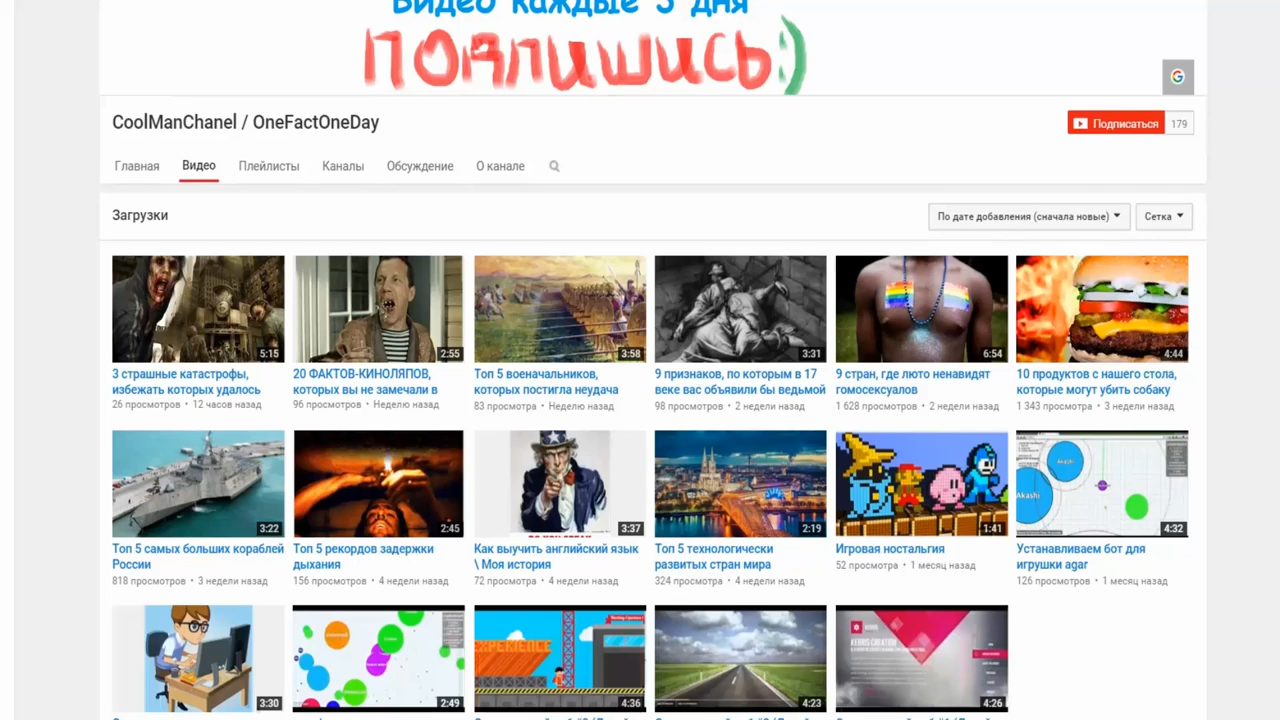 Видео каждые 3 дня
ПОДПИШИСЬ:)
G
CoolManChanel / OneFactOneDay
Подписаться 179
Главная Видео Плейлисты Каналы Обсуждение О канале
Загрузки
По дате добавления (сначала новые) Сетка
5:15 2:55 3:58 3:31 6:54 4:44
3 страшные катастрофы, 20 ФАКТОВ-КИНОЛЯПОВ, Топ 5 военачальников, 9 признаков, по которым в 17 9 стран, где люто ненавидят 10 продуктов с нашего стола,
избежать которых удалось которых вы не замечали в которых постигла неудача веке вас объявили бы ведьмой гомосексуалов которые могут убить собаку
26 просмотров • 12 часов назад 96 просмотров • Неделю назад 83 просмотра • Неделю назад 98 просмотров • 2 недели назад 1 628 просмотров • 2 недели назад 1 343 просмотра • 3 недели назад
Akashi
Akashi
3:22 2:45 3:37 2:19 1:41 4:32
Топ 5 самых больших кораблей Топ 5 рекордов задержки Как выучить английский язык Топ 5 технологически Игровая ностальгия Устанавливаем бот для
России дыхания \ Моя история развитых стран мира 52 просмотра • 1 месяц назад игрушки agar
818 просмотров • 3 недели назад 156 просмотров • 4 недели назад 72 просмотра • 4 недели назад 324 просмотра • 4 недели назад 126 просмотров • 1 месяц назад
EXPERIENCE
KERBS
KERBS CREATION
3:30 2:49 4:36 4:23 4:26